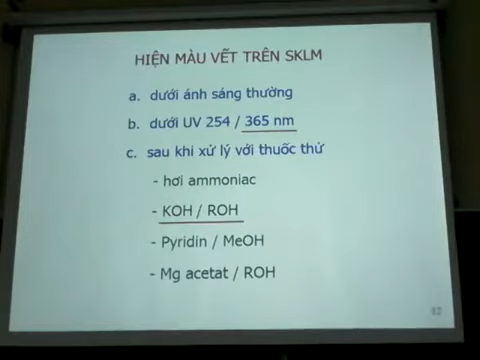 HIỆN MÀU VẾT TRÊN SKLM
a. dưới ánh sáng thường
b. dưới UV 254 / 365 nm
c. sau khi xử lý với thuốc thử
- hơi ammoniac
- KOH / ROH
- Pyridin / MeOH
- Mg acetat / ROH